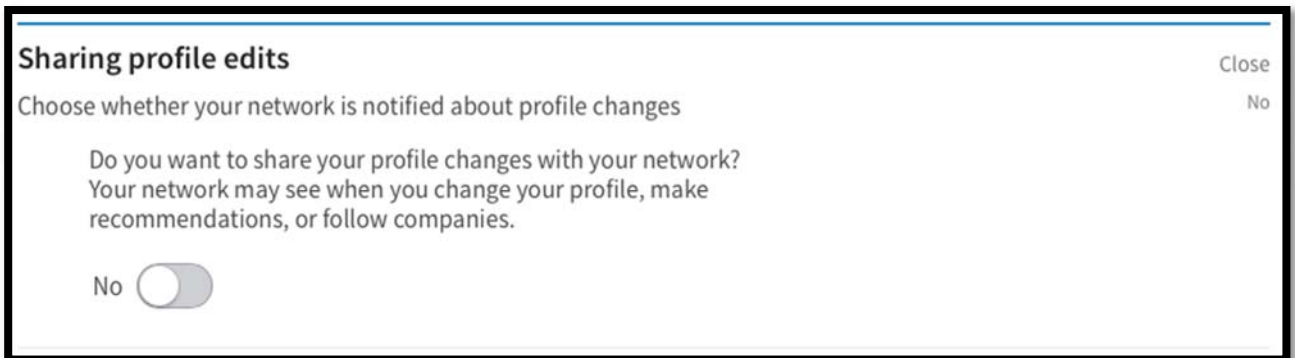 Sharing profile edits
Close
Choose whether your network is notified about profile changes
No
Do you want to share your profile changes with your network?
Your network may see when you change your profile, make
recommendations, or follow companies.
No